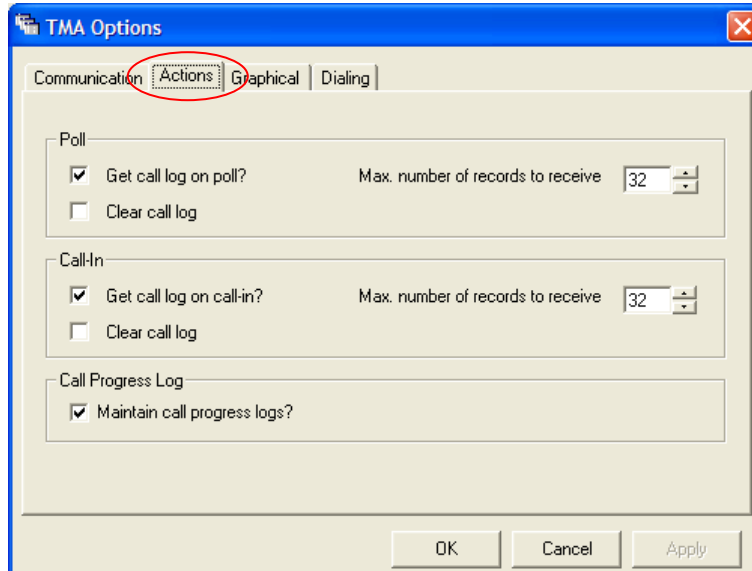 TMA Options
Communication Actions Graphical Dialing
Poll
Get call log on poll? Max. number of records to receive 32
Clear call log
Call-In
Get call log on call-in? Max. number of records to receive 32
Clear call log
Call Progress Log
Maintain call progress logs?
OK Cancel Apply